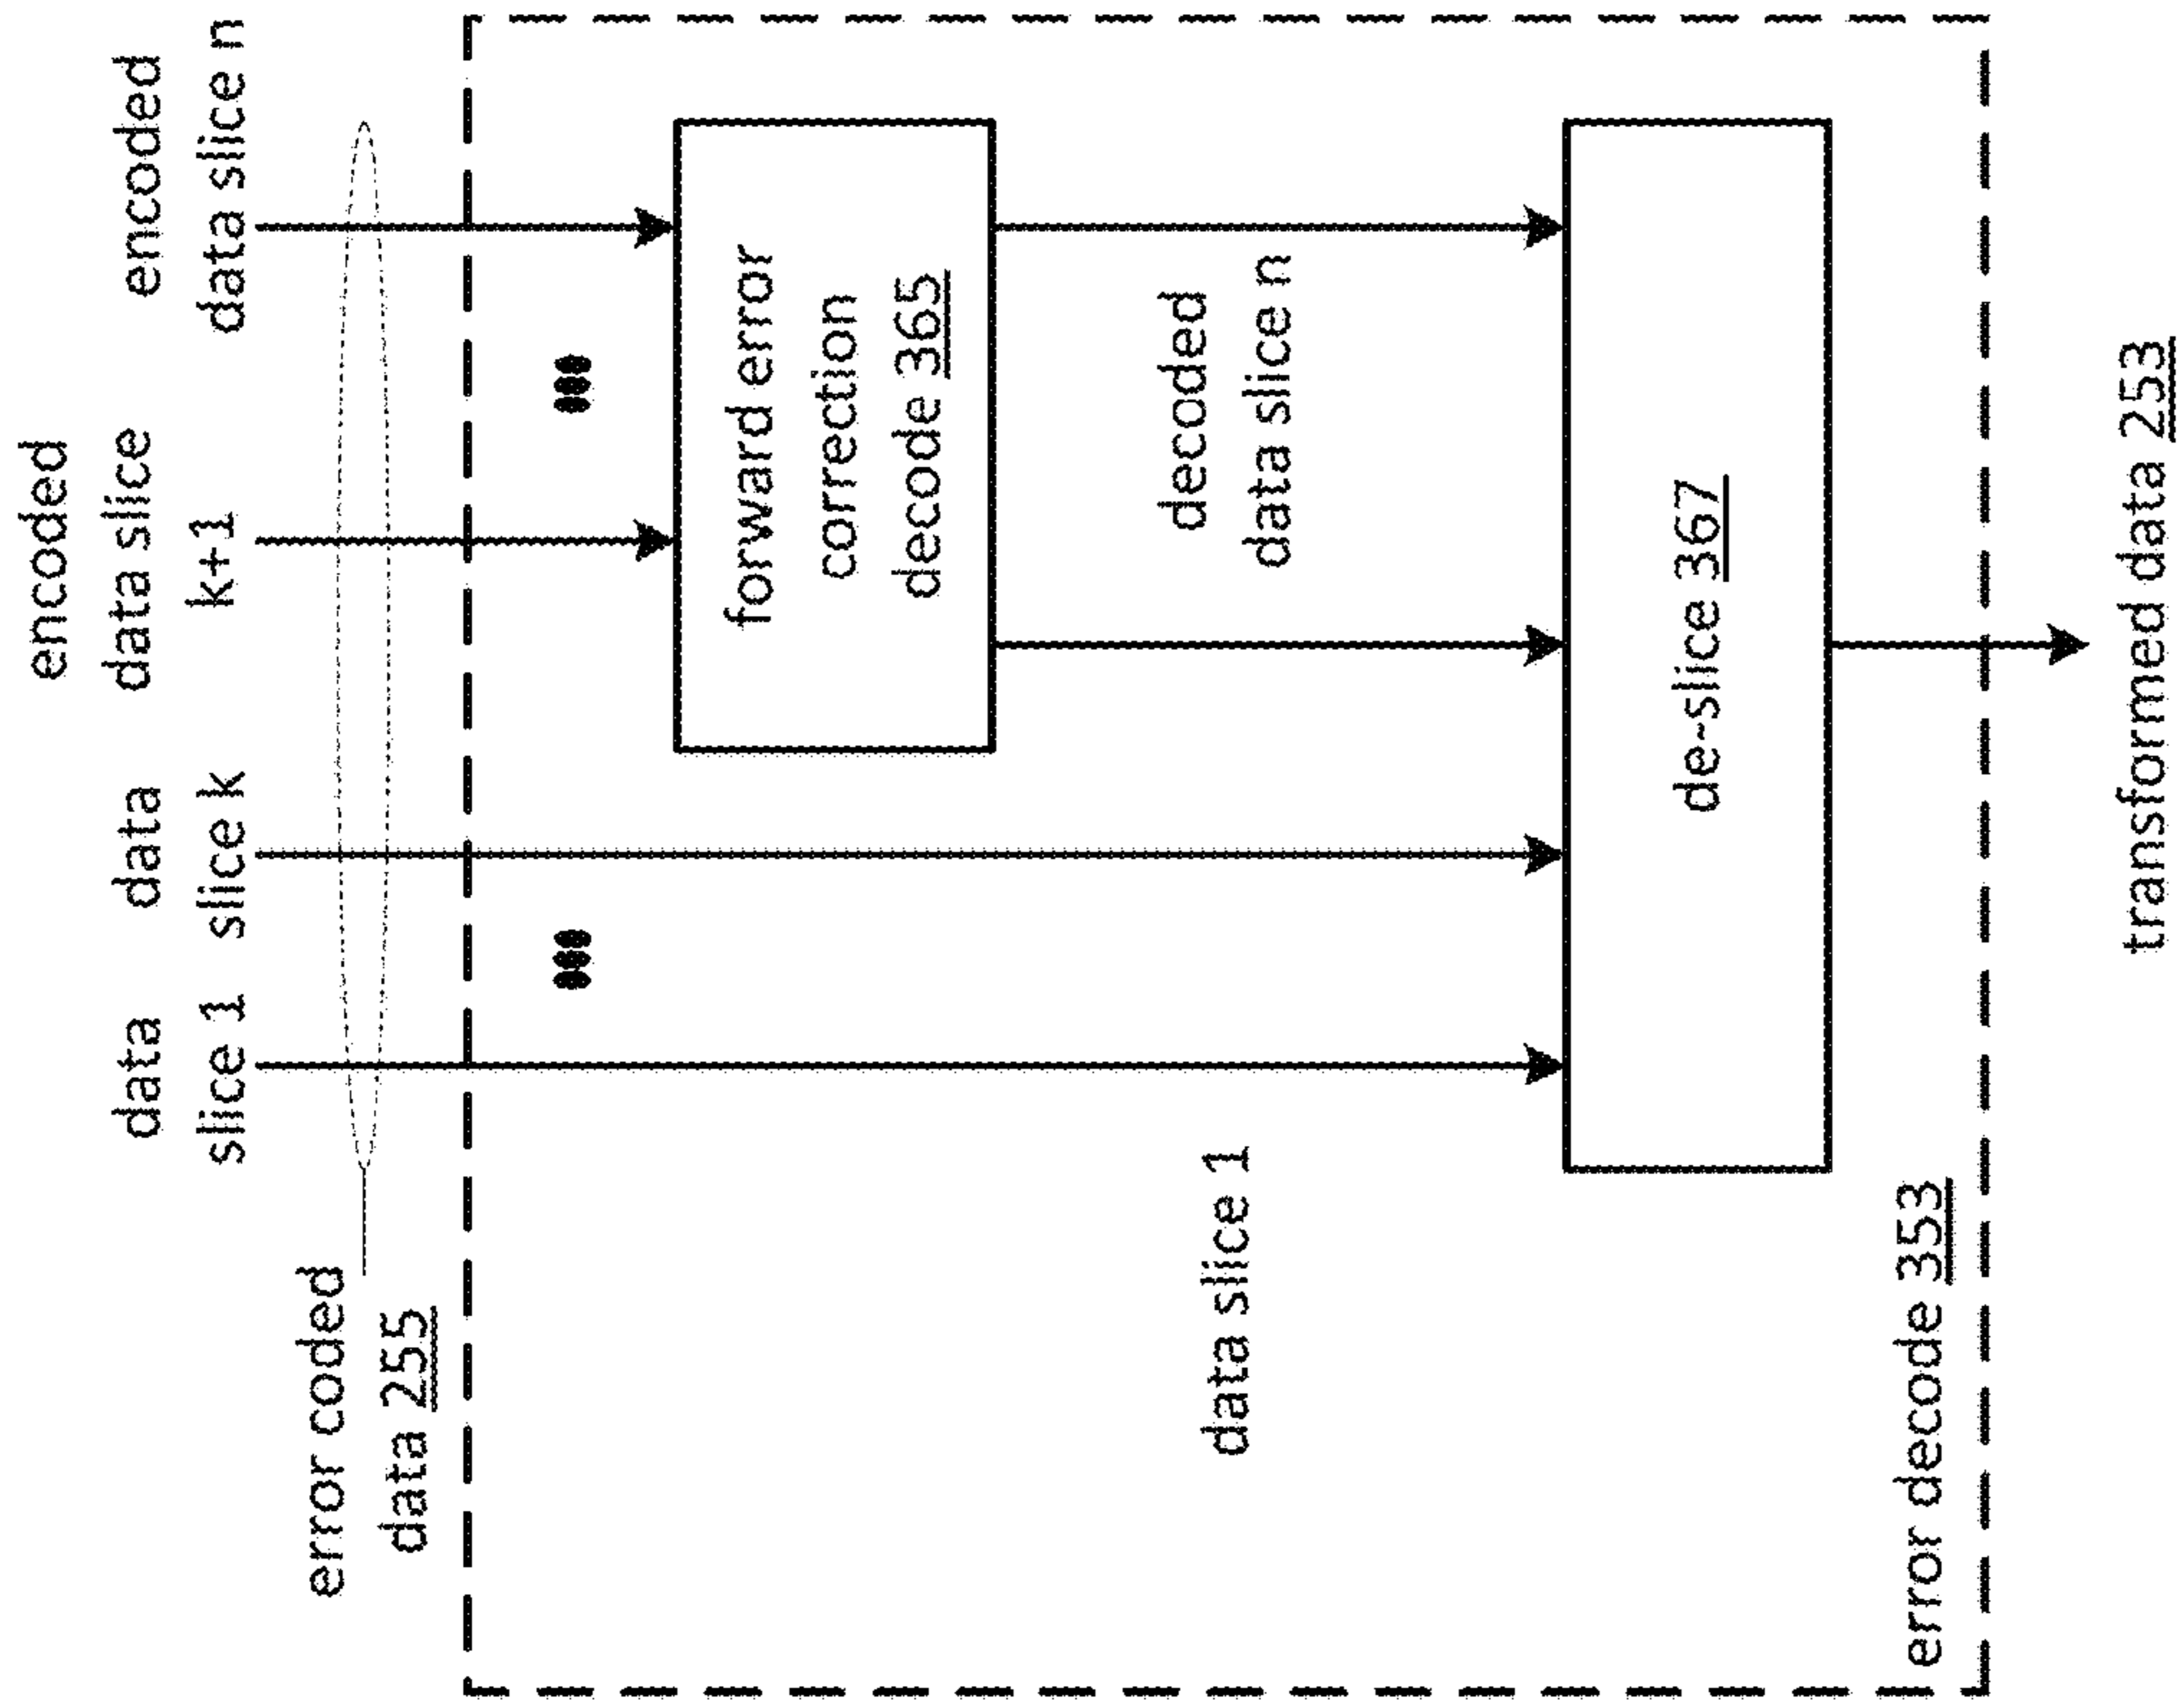 error coded
data 255
data
slice 1
data
slice k
encoded
data slice
k+1
encoded
data slice n
forward error
correction
decode 365
data slice 1
decoded
data slice n
de-slice 367
error decode 353
transformed data 253